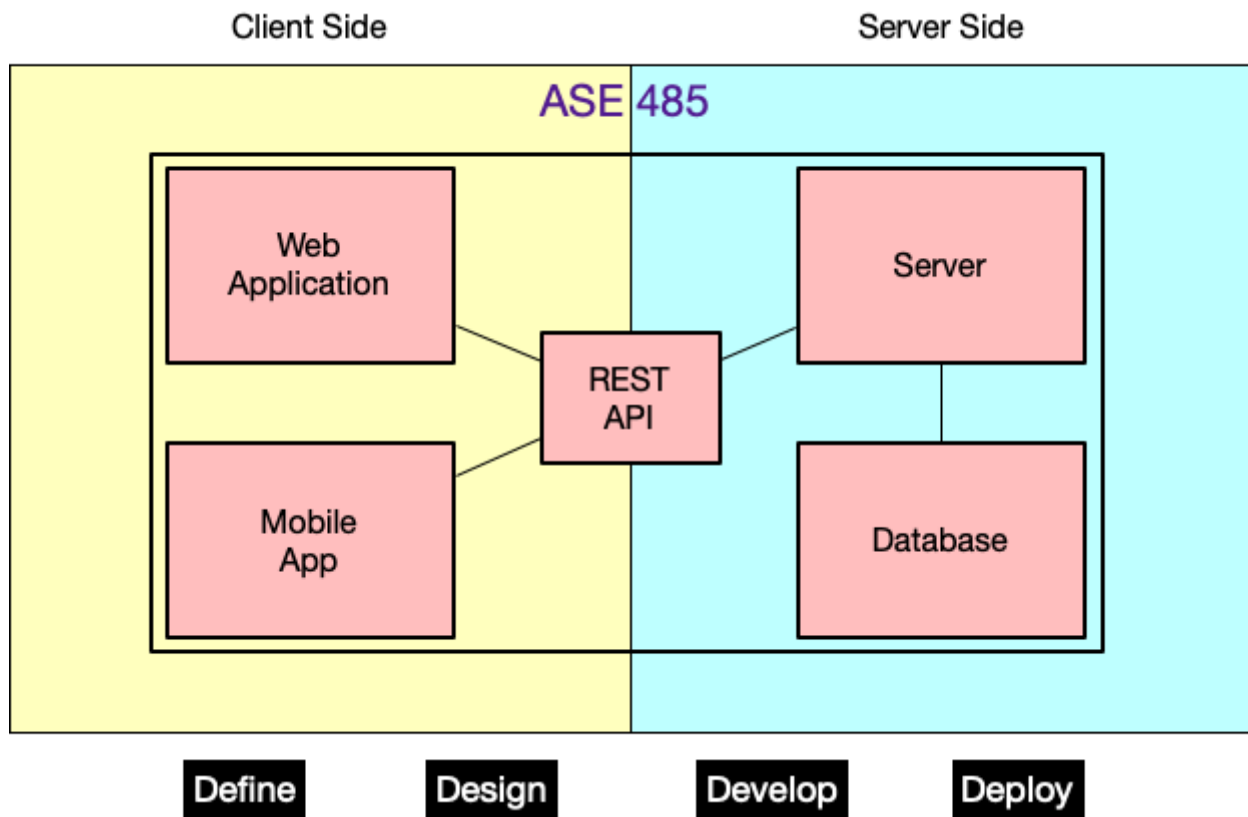 Client Side
Server Side
ASE 485
Web
Application
Server
REST
API
Mobile
App
Database
Define
Design
Develop
Deploy